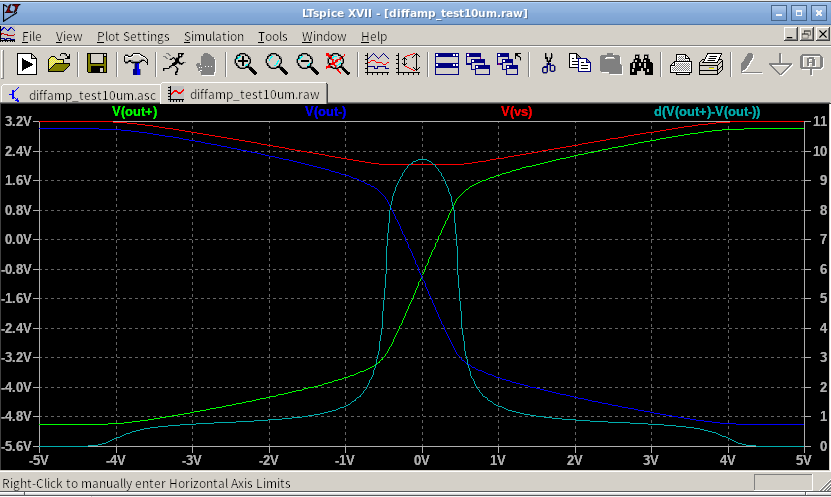 LTspice XVII - [diffamp_test10um.raw]
File View Plot Settings Simulation Tools Window Help
diffamp_test10um.asc diffamp_test10um.raw
V(out+) V(out-) V(vs) d(V(out+)-V(out-))
3.2V 11
2.4V 10
1.6V 9
0.8V 8
0.0V 7
-0.8V 6
-1.6V 5
-2.4V 4
-3.2V 3
-4.0V 2
-4.8V 1
-5.6V 0
-5V -4V -3V -2V -1V 0V 1V 2V 3V 4V 5V
Right-Click to manually enter Horizontal Axis Limits